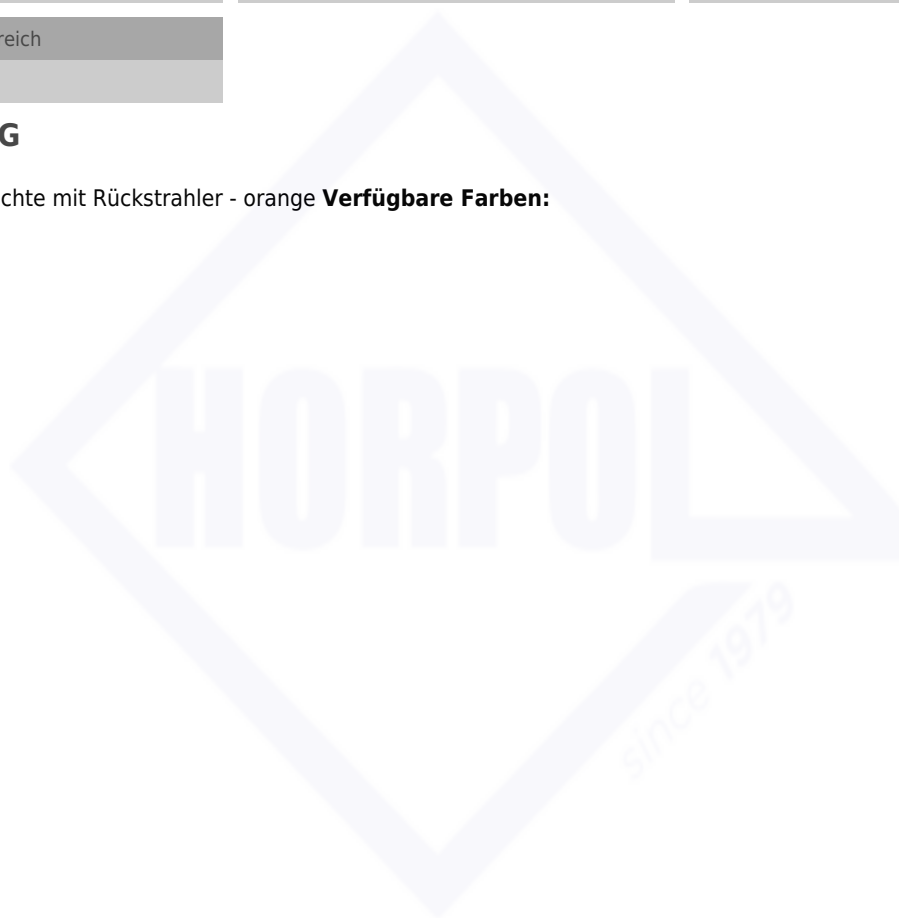 reich
G
chte mit Rückstrahler - orange Verfügbare Farben:
HORPOL
since 1979